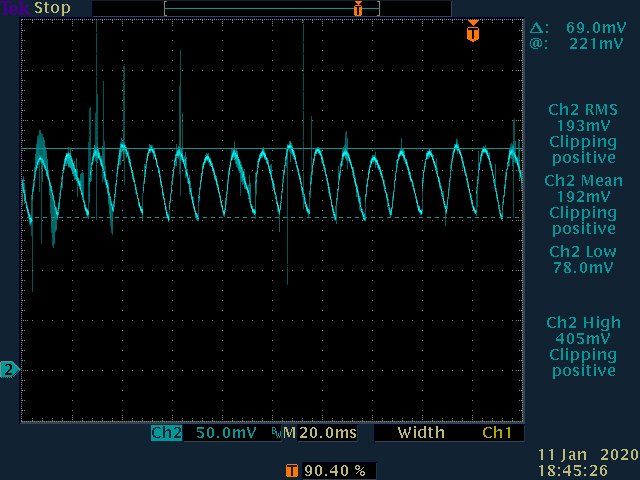 Tek Stop
T
T
Δ: 69.0mV
@: 221mV
Ch2 RMS
193mV
Clipping
positive
Ch2 Mean
192mV
Clipping
positive
Ch2 Low
78.0mV
Ch2 High
405mV
Clipping
positive
2
Ch2 50.0mV BW M 20.0ms Width Ch1
T 90.40 %
11 Jan 2020
18:45:26